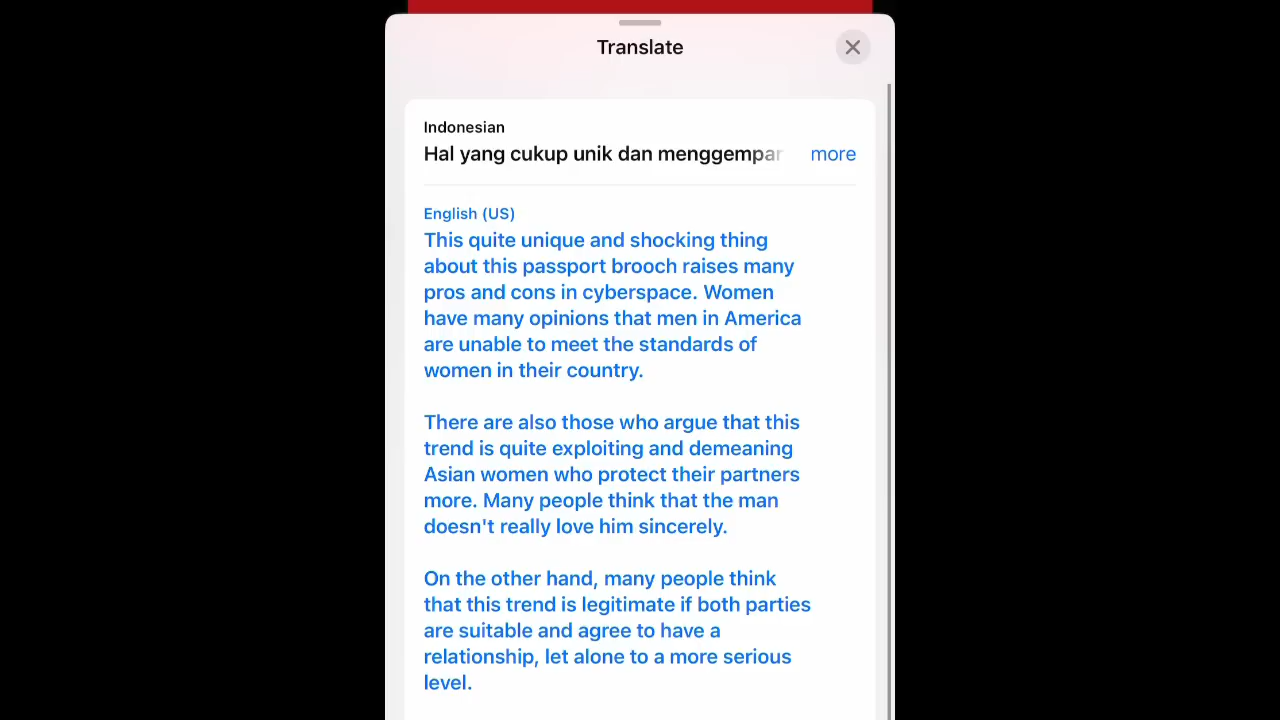 Translate
Indonesian
Hal yang cukup unik dan menggempar
more
English (US)
This quite unique and shocking thing
about this passport brooch raises many
pros and cons in cyberspace. Women
have many opinions that men in America
are unable to meet the standards of
women in their country.
There are also those who argue that this
trend is quite exploiting and demeaning
Asian women who protect their partners
more. Many people think that the man
doesn't really love him sincerely.
On the other hand, many people think
that this trend is legitimate if both parties
are suitable and agree to have a
relationship, let alone to a more serious
level.